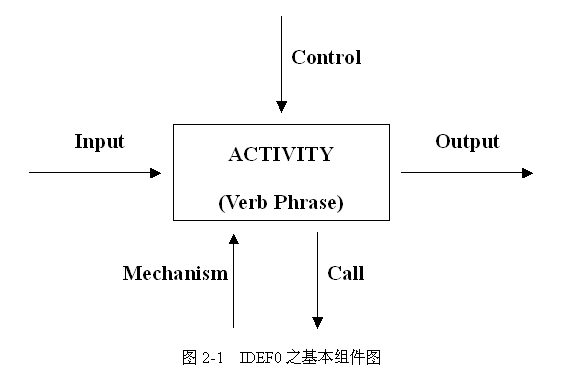 Control
Input
ACTIVITY
Output
(Verb Phrase)
Mechanism
Call
图 2-1 IDEF0 之基本组件图